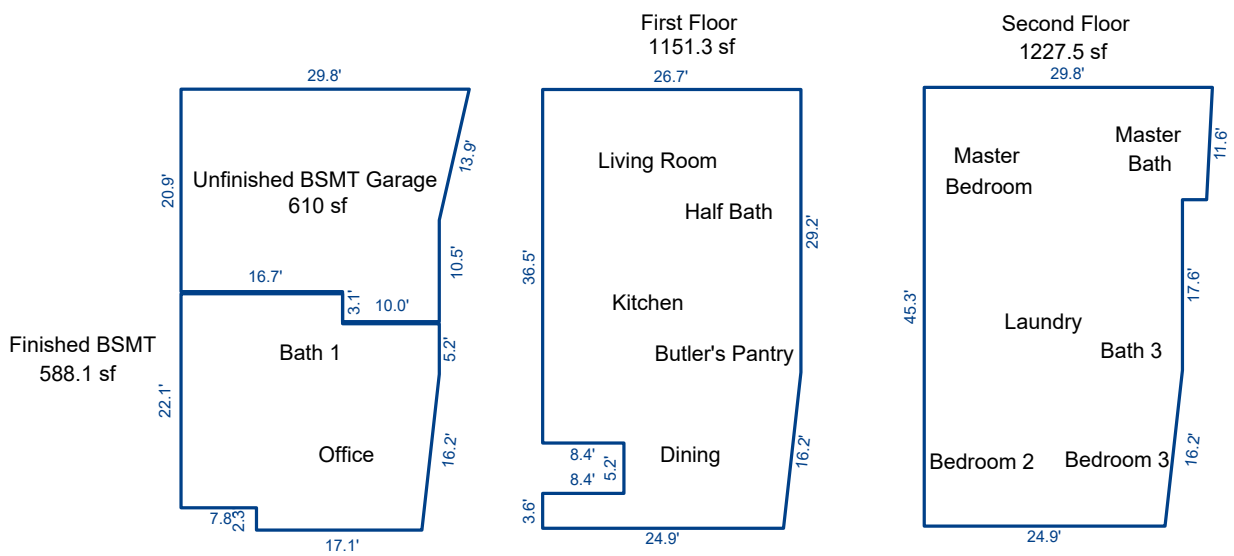 First Floor
1151.3 sf
Second Floor
1227.5 sf
29.8'
20.9'
Unfinished BSMT Garage
610 sf
13.9'
10.5'
16.7'
3.1'
10.0'
Finished BSMT
588.1 sf
Bath 1
5.2'
22.1'
Office
16.2'
7.8'
2.3'
17.1'
26.7'
Living Room
Half Bath
29.2'
36.5'
Kitchen
Butler's Pantry
8.4'
5.2'
8.4'
Dining
16.2'
3.6'
24.9'
29.8'
Master
Bedroom
Master
Bath
11.6'
17.6'
45.3'
Laundry
Bath 3
Bedroom 2
Bedroom 3
16.2'
24.9'